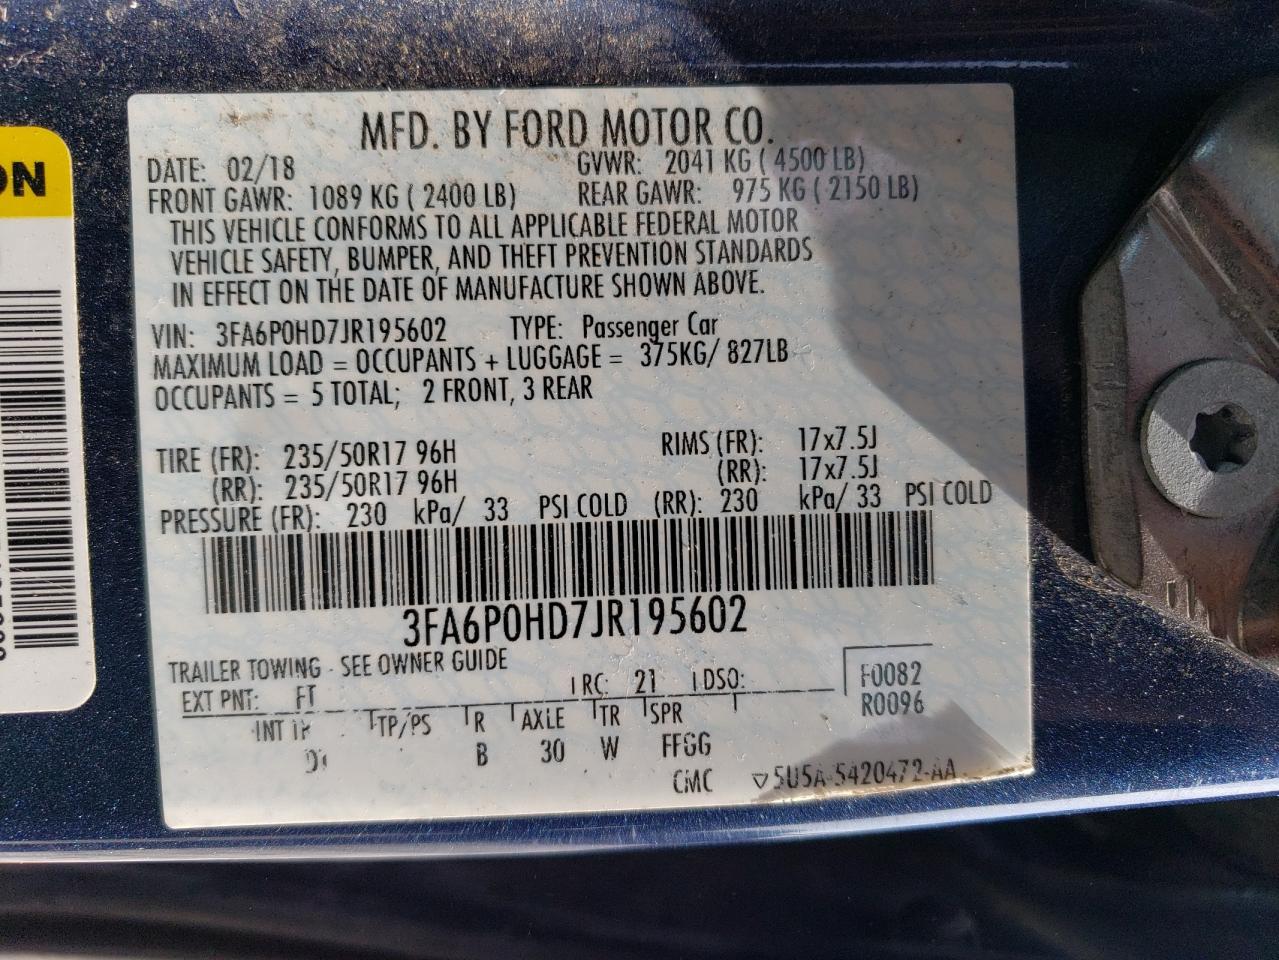 ON
MFD. BY FORD MOTOR CO.
DATE: 02/18 GVWR: 2041 KG ( 4500 LB)
FRONT GAWR: 1089 KG ( 2400 LB) REAR GAWR: 975 KG ( 2150 LB)
THIS VEHICLE CONFORMS TO ALL APPLICABLE FEDERAL MOTOR
VEHICLE SAFETY, BUMPER, AND THEFT PREVENTION STANDARDS
IN EFFECT ON THE DATE OF MANUFACTURE SHOWN ABOVE.
VIN: 3FA6P0HD7JR195602 TYPE: Passenger Car
MAXIMUM LOAD = OCCUPANTS + LUGGAGE = 375KG/ 827LB
OCCUPANTS = 5 TOTAL; 2 FRONT, 3 REAR
TIRE (FR): 235/50R17 96H RIMS (FR): 17x7.5J
(RR): 235/50R17 96H (RR): 17x7.5J
PRESSURE (FR): 230 kPa/ 33 PSI COLD (RR): 230 kPa/ 33 PSI COLD
3FA6P0HD7JR195602
TRAILER TOWING - SEE OWNER GUIDE
EXT PNT: FT RC: 21 DSO: F0082
R0096
INT TR TP/PS R AXLE TR SPR
B 30 W FFGG
CMC 5U5A-5420472-AA